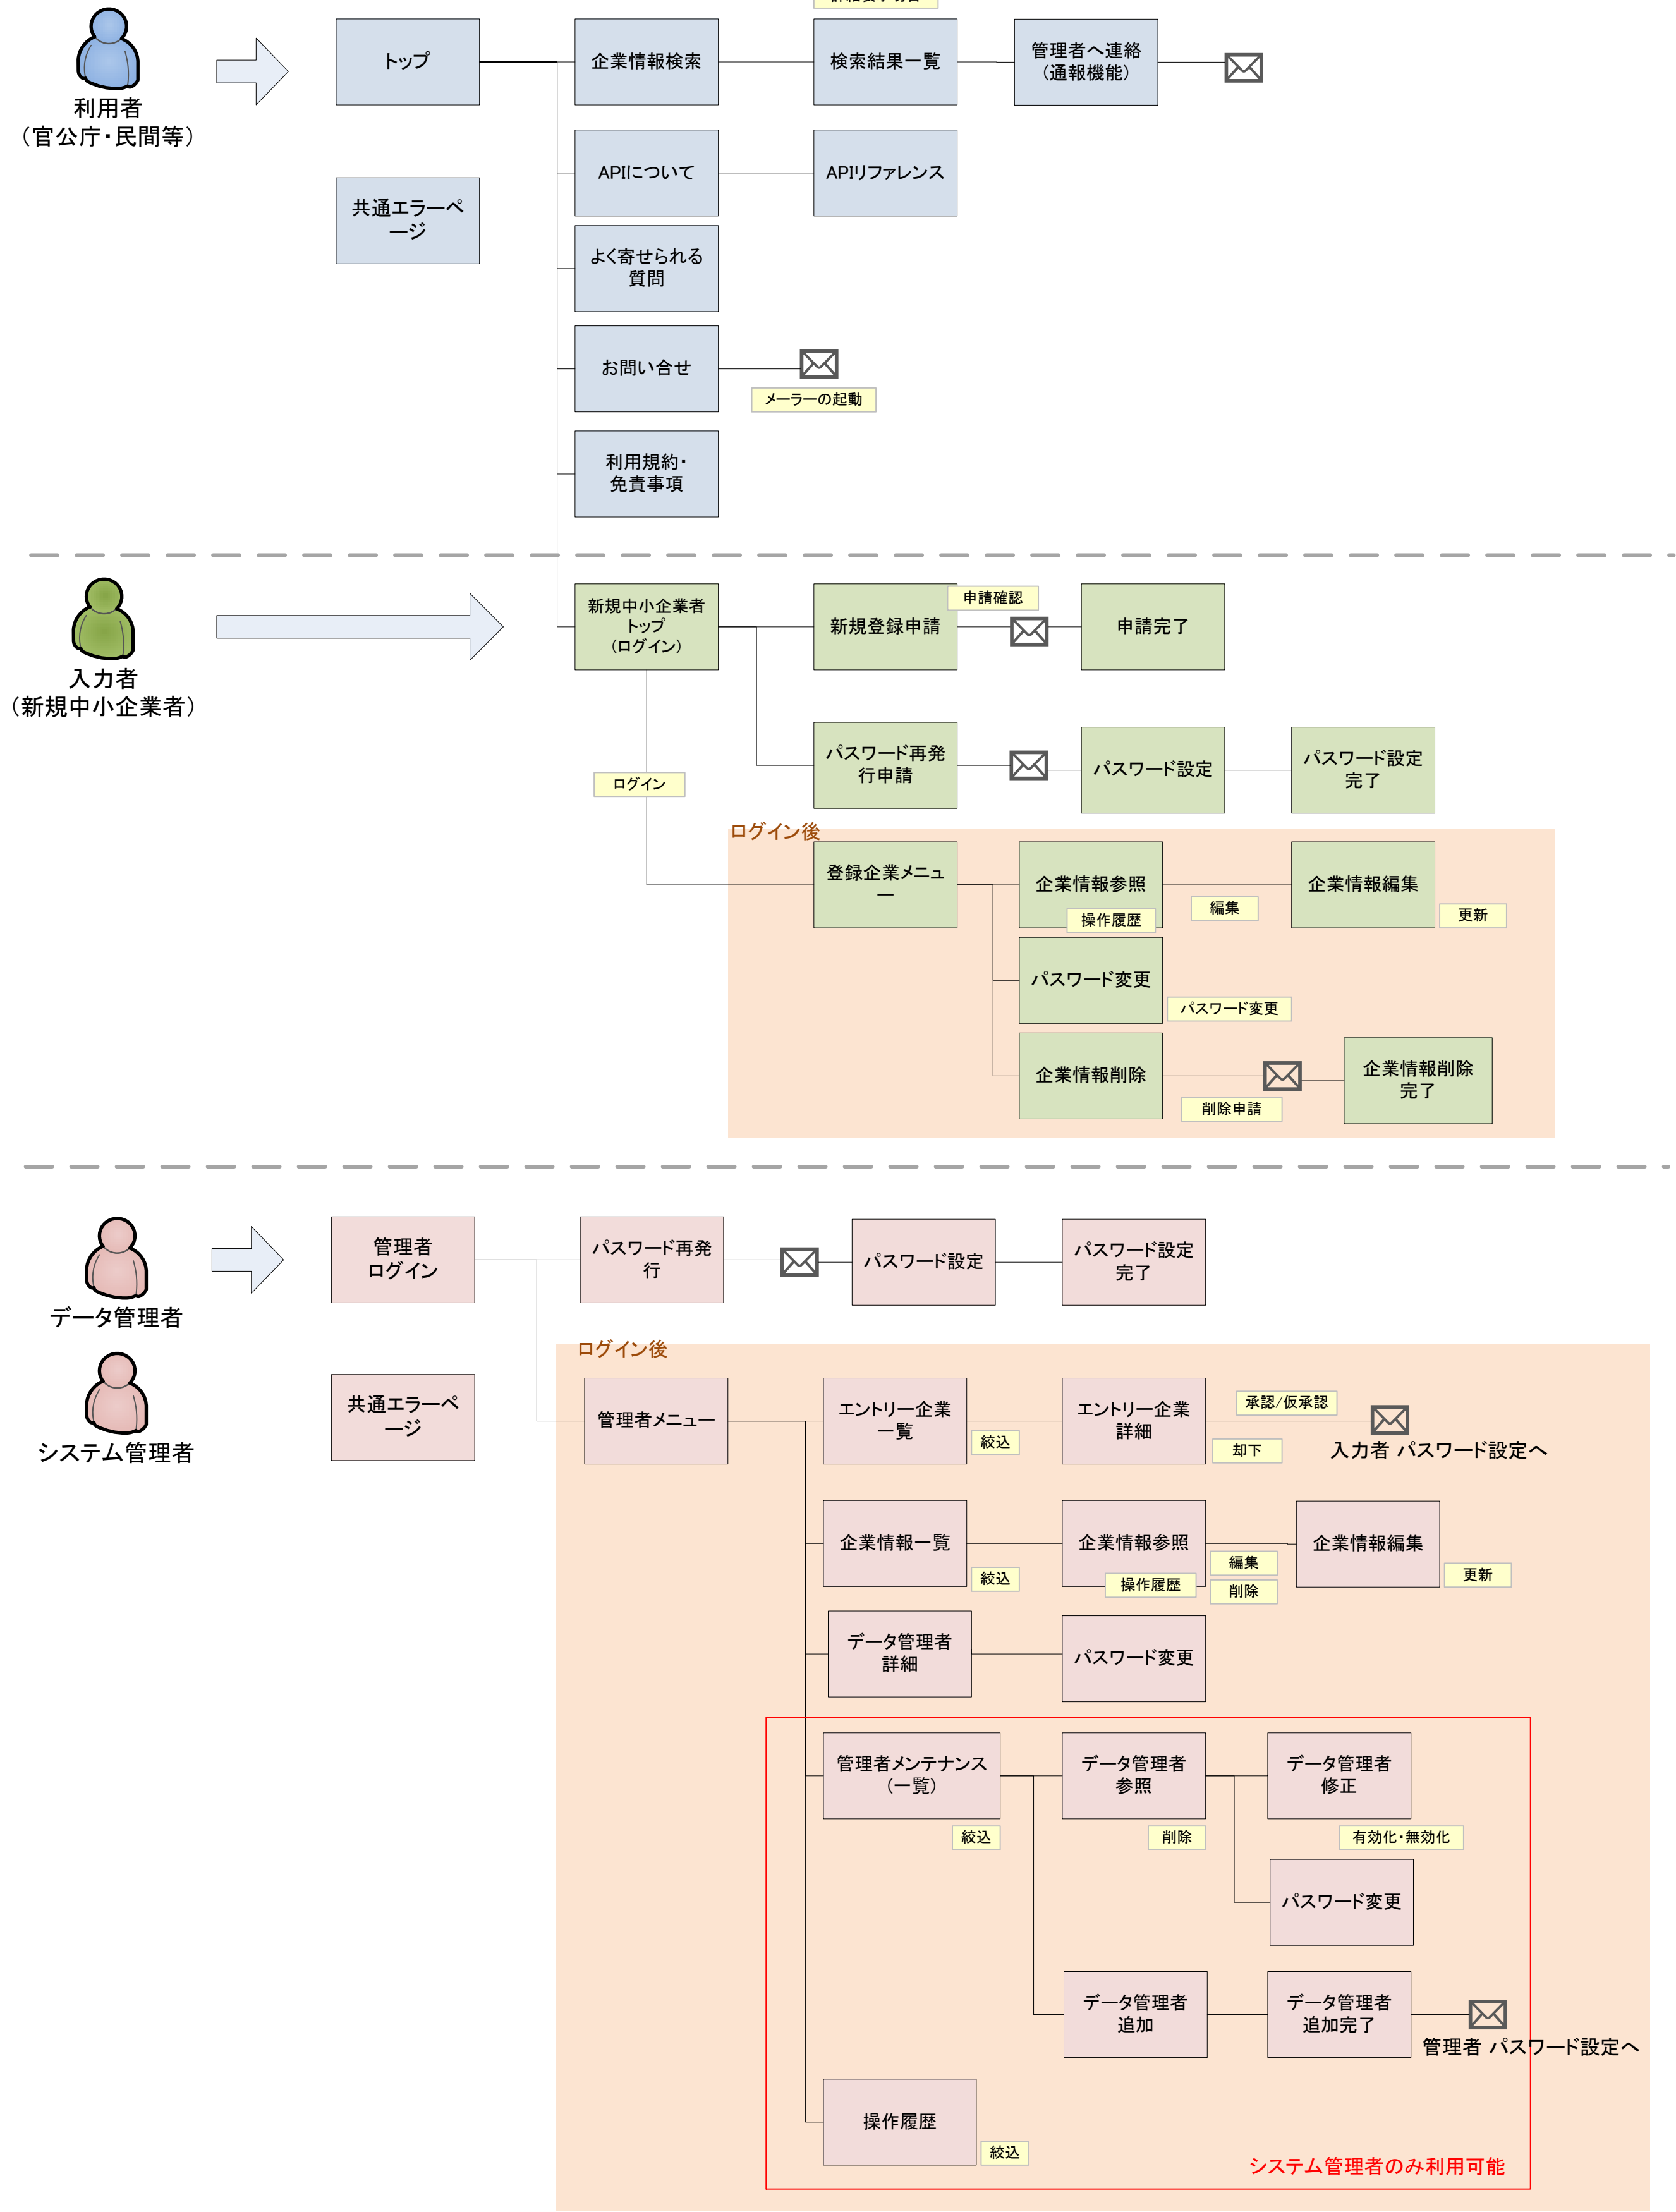 利用者
（官公庁・民間等）
トップ
企業情報検索
検索結果一覧
管理者へ連絡
（通報機能）
共通エラーペ
ージ
APIについて
APIリファレンス
よく寄せられる
質問
お問い合せ
メーラーの起動
利用規約・
免責事項
入力者
（新規中小企業者）
新規中小企業者
トップ
（ログイン）
新規登録申請
申請確認
申請完了
パスワード再発
行申請
パスワード設定
パスワード設定
完了
ログイン
ログイン後
登録企業メニュ
ー
企業情報参照
操作履歴
編集
企業情報編集
更新
パスワード変更
パスワード変更
企業情報削除
削除申請
企業情報削除
完了
データ管理者
システム管理者
管理者
ログイン
パスワード再発
行
パスワード設定
パスワード設定
完了
共通エラーペ
ージ
ログイン後
管理者メニュー
エントリー企業
一覧
絞込
エントリー企業
詳細
承認/仮承認
却下
入力者 パスワード設定へ
企業情報一覧
絞込
企業情報参照
操作履歴
編集
削除
企業情報編集
更新
データ管理者
詳細
パスワード変更
管理者メンテナンス
（一覧）
絞込
データ管理者
参照
削除
データ管理者
修正
有効化・無効化
パスワード変更
データ管理者
追加
データ管理者
追加完了
管理者 パスワード設定へ
操作履歴
絞込
システム管理者のみ利用可能